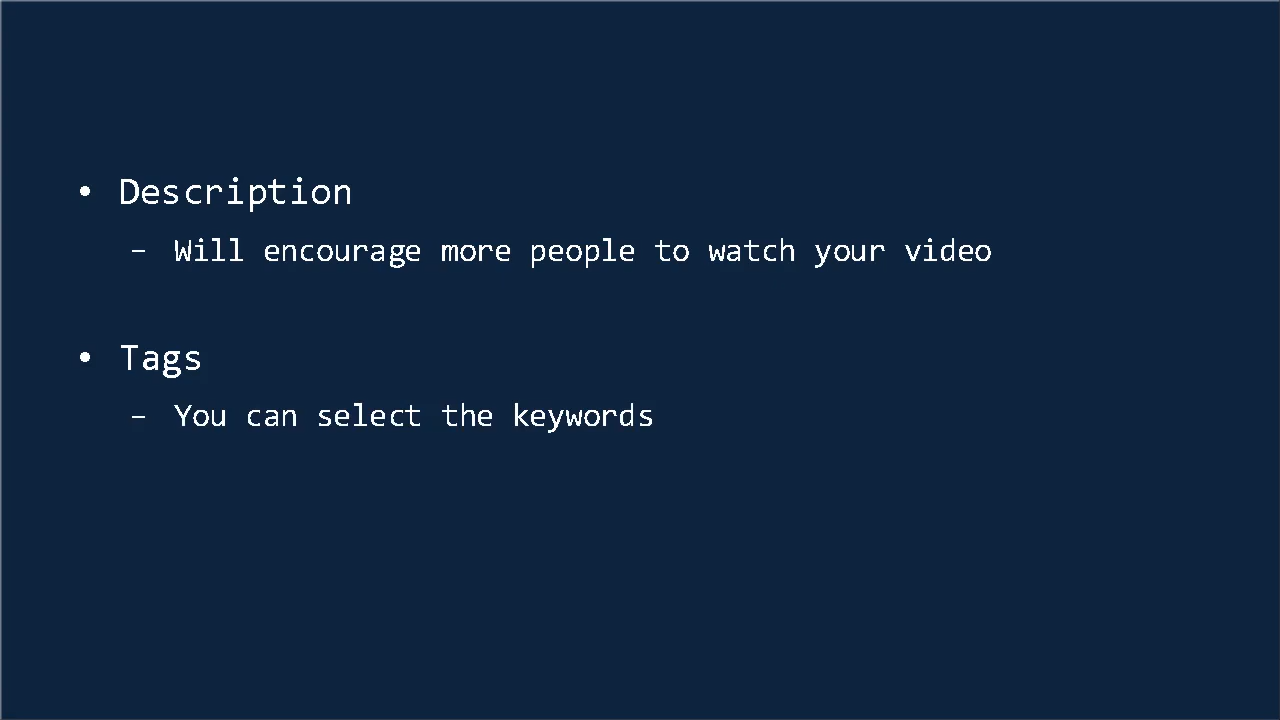 • Description
– Will encourage more people to watch your video
• Tags
– You can select the keywords